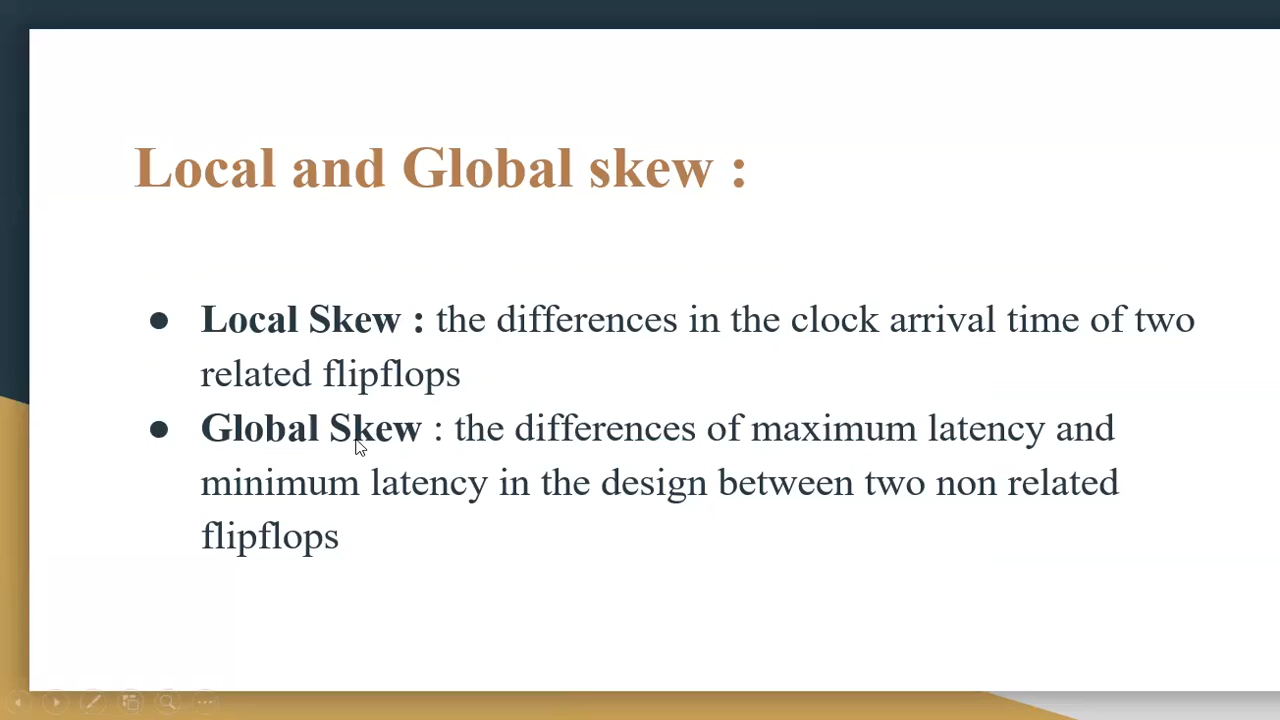 Local and Global skew :
● Local Skew : the differences in the clock arrival time of two
related flipflops
● Global Skew : the differences of maximum latency and
minimum latency in the design between two non related
flipflops